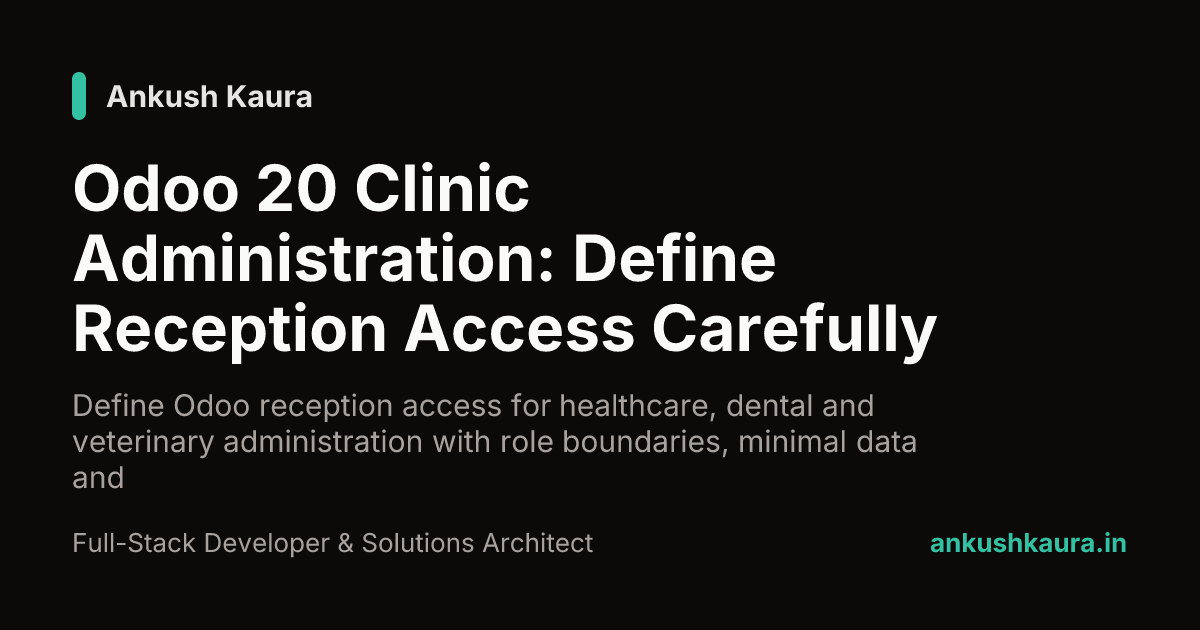 Ankush Kaura
Odoo 20 Clinic
Administration: Define
Reception Access Carefully
Define Odoo reception access for healthcare, dental and
veterinary administration with role boundaries, minimal data
and
Full-Stack Developer & Solutions Architect
ankushkaura.in